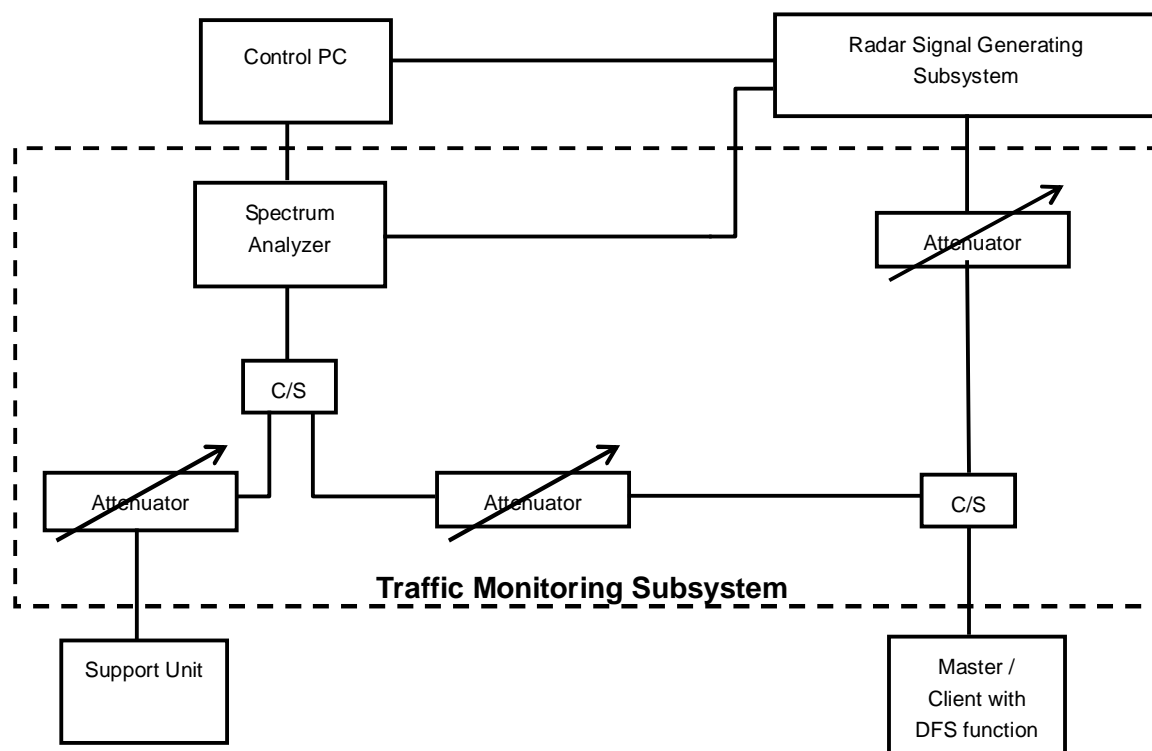 Control PC
Radar Signal Generating
Subsystem
Spectrum
Analyzer
Attenuator
C/S
Attenuator
Attenuator
C/S
Traffic Monitoring Subsystem
Support Unit
Master /
Client with
DFS function